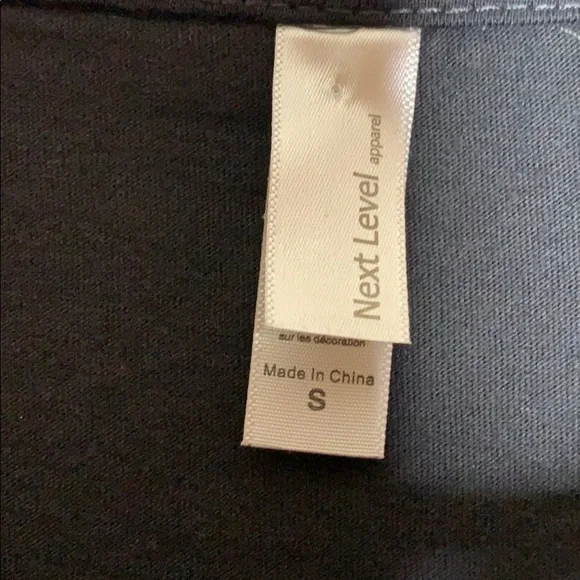 Next Level apparel
sur les décoration
Made In China
S